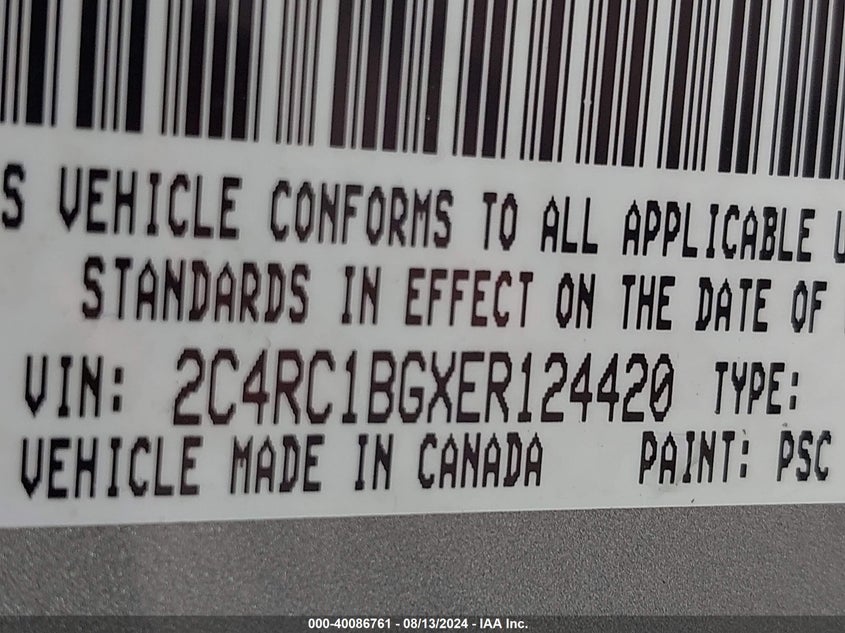 S VEHICLE CONFORMS TO ALL APPLICABLE
STANDARDS IN EFFECT ON THE DATE OF
VIN: 2C4RC1BGXER124420 TYPE:
VEHICLE MADE IN CANADA PAINT: PSC
000-40086761 - 08/13/2024 - IAA Inc.